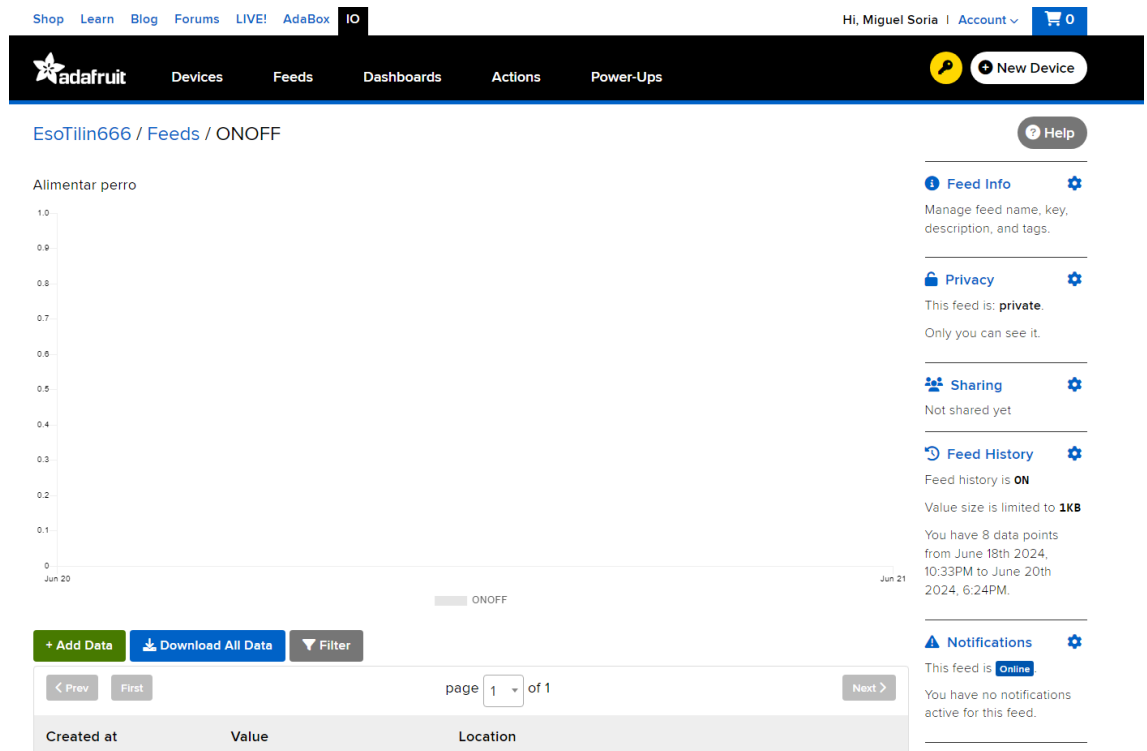 Shop Learn Blog Forums LIVE! AdaBox IO
Hi, Miguel Soria | Account 0
adafruit Devices Feeds Dashboards Actions Power-Ups New Device
EsoTilin666 / Feeds / ONOFF
? Help
Alimentar perro
1.0
0.9
0.8
0.7
0.6
0.5
0.4
0.3
0.2
0.1
0
Jun 20 Jun 21
ONOFF
+ Add Data Download All Data Filter
Prev First page 1 of 1 Next
Created at Value Location
Feed Info
Manage feed name, key,
description, and tags.
Privacy
This feed is: private.
Only you can see it.
Sharing
Not shared yet
Feed History
Feed history is ON
Value size is limited to 1KB
You have 8 data points
from June 18th 2024,
10:33PM to June 20th
2024, 6:24PM.
Notifications
This feed is Online.
You have no notifications
active for this feed.